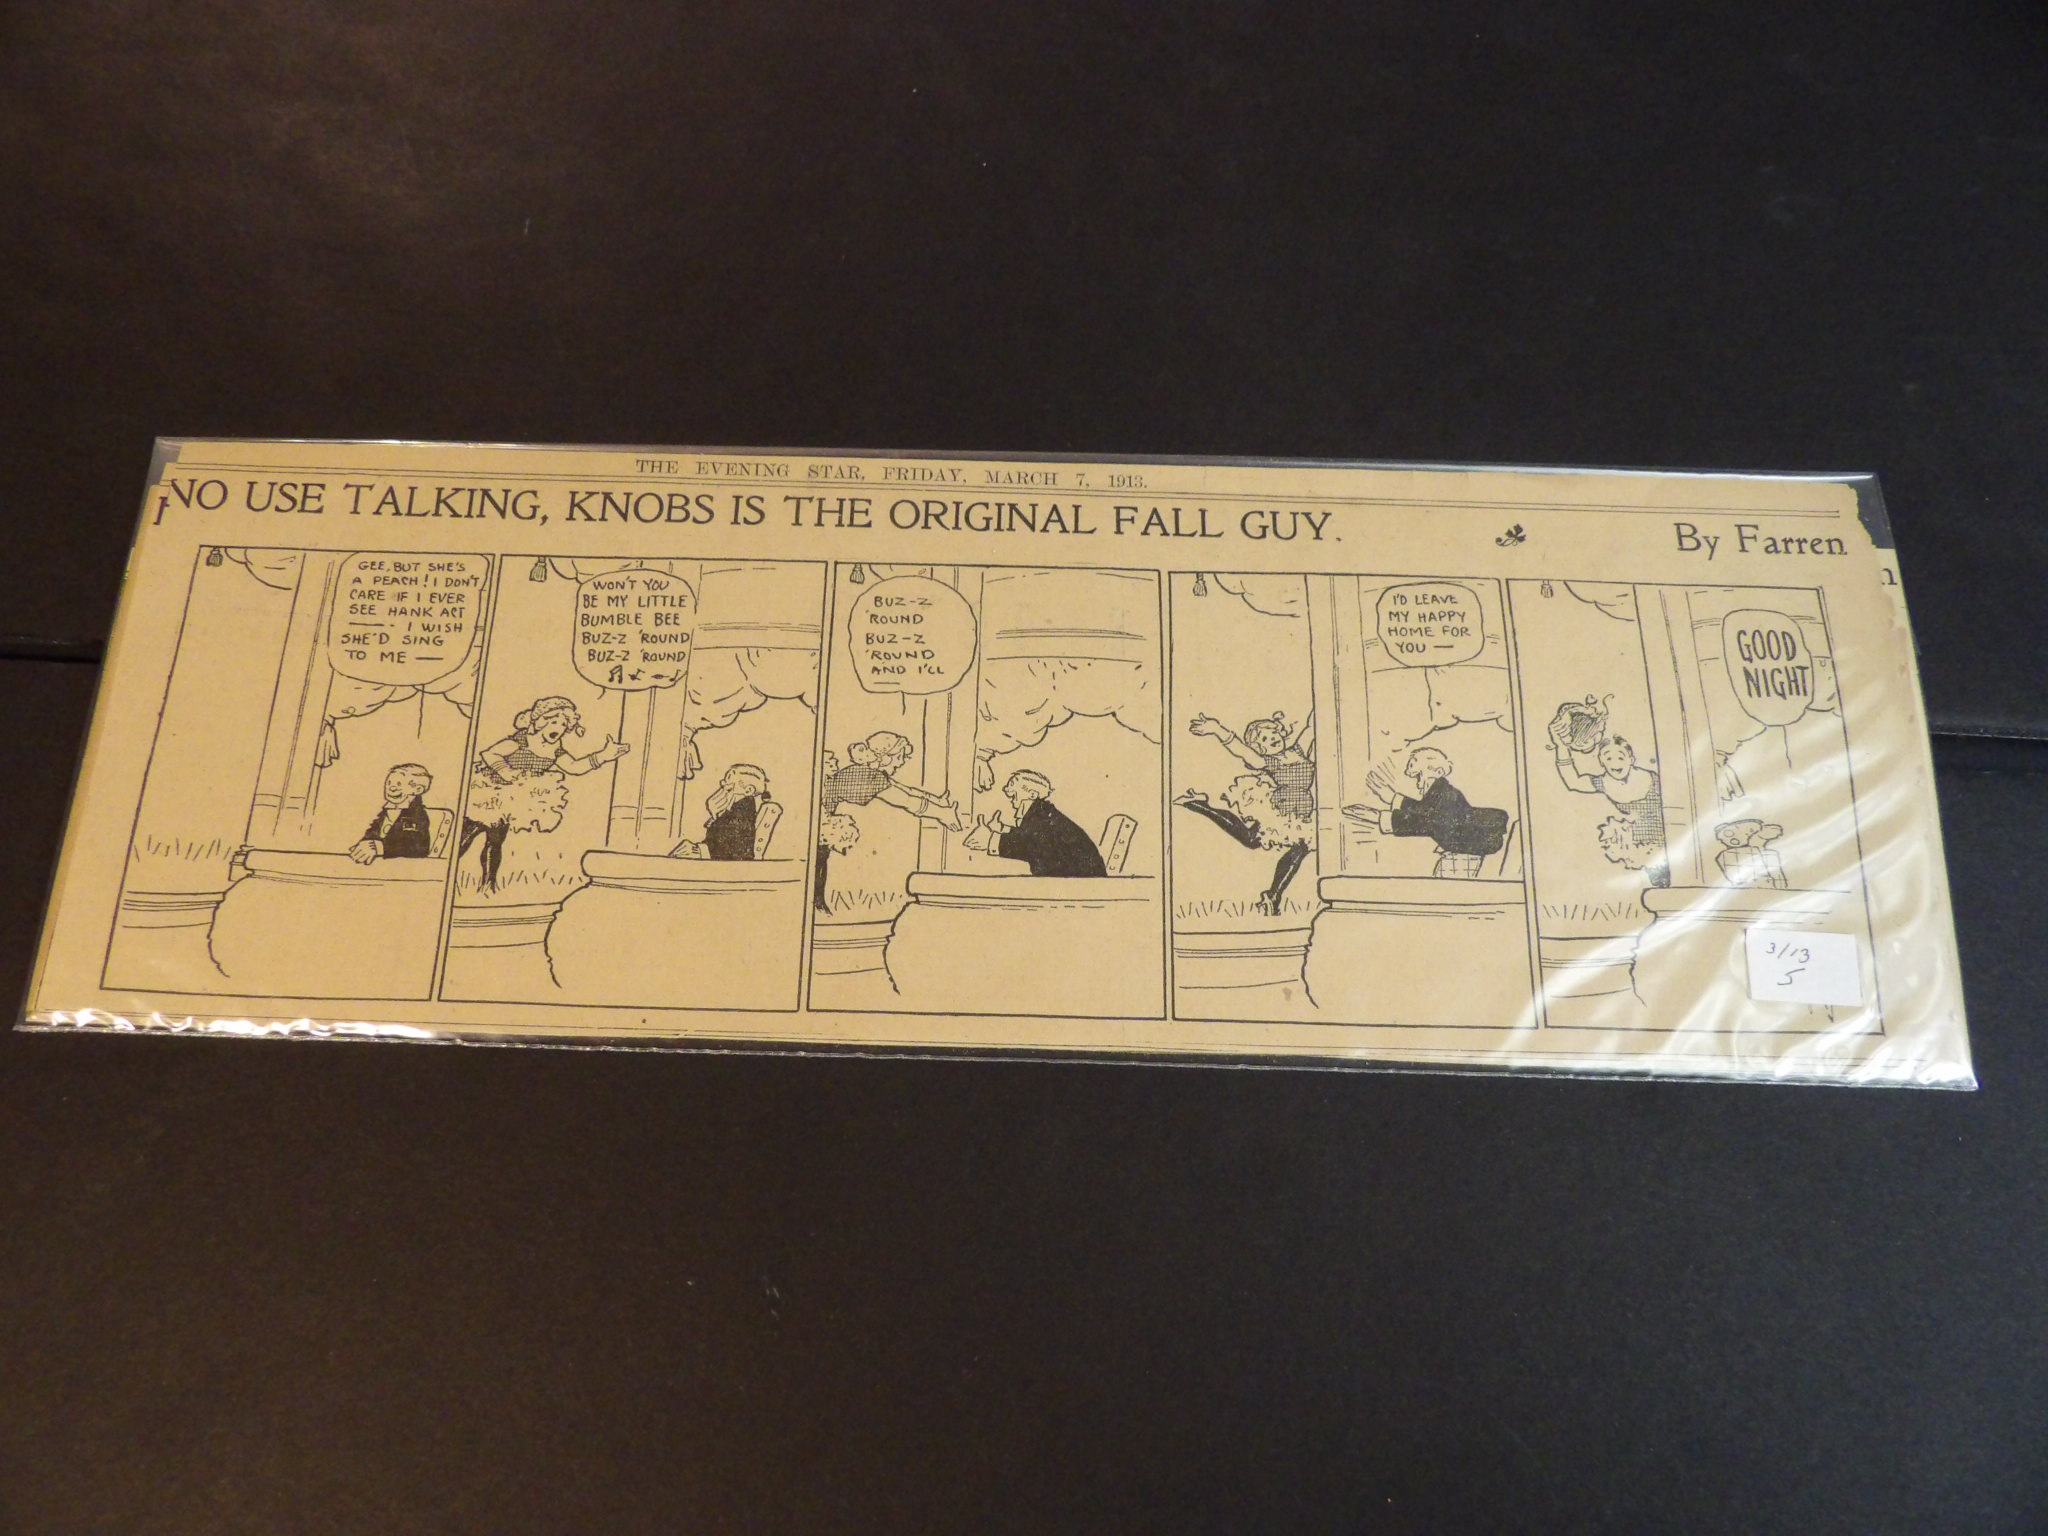 THE EVENING STAR, FRIDAY, MARCH 7, 1913.
NO USE TALKING, KNOBS IS THE ORIGINAL FALL GUY.
By Farren
n
GEE, BUT SHE'S
A PEACH! I DON'T
CARE IF I EVER
SEE HANK ACT
——. I WISH
SHE'D SING
TO ME —
WON'T YOU
BE MY LITTLE
BUMBLE BEE
BUZ-Z 'ROUND
BUZ-Z 'ROUND
BUZ-Z
'ROUND
BUZ-Z
'ROUND
AND I'LL
—
I'D LEAVE
MY HAPPY
HOME FOR
YOU —
GOOD
NIGHT
3/13
5